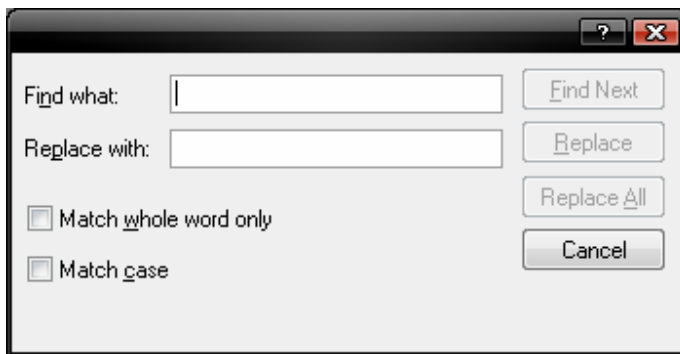 ?
Find what:
Find Next
Replace with:
Replace
Replace All
Match whole word only
Cancel
Match case